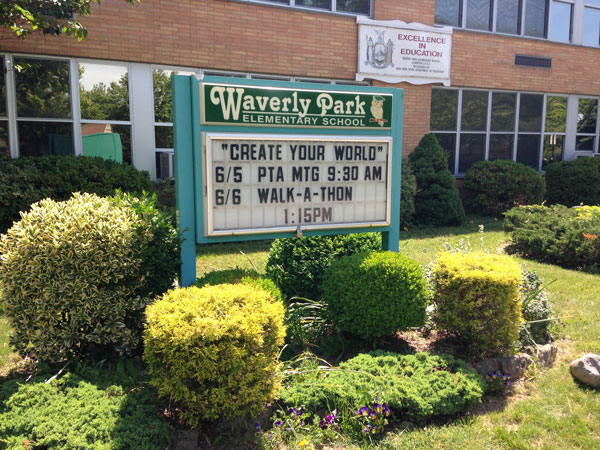 EXCELLENCE
in
EDUCATION
Waverly Park
ELEMENTARY SCHOOL
"CREATE YOUR WORLD"
6/5 PTA MTG 9:30 AM
6/6 WALK-A-THON
1:15PM